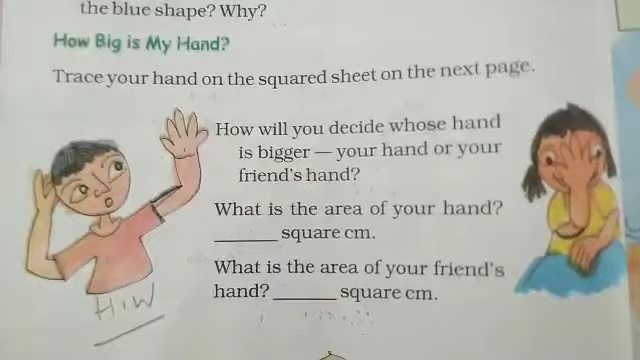 the blue shape? Why?
How Big is My Hand?
Trace your hand on the squared sheet on the next page.
How will you decide whose hand
is bigger — your hand or your
friend's hand?
What is the area of your hand?
______ square cm.
What is the area of your friend's
hand? ______ square cm.
H.W